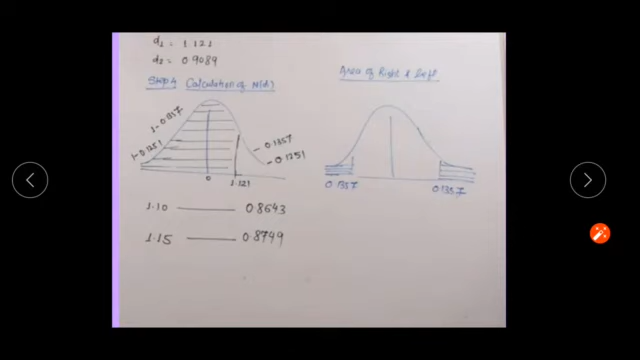 d1 = 1.121
d2 = 0.9089
Step 4 Calculation of N(d)
Area of Right & Left
1-0.1357
1-0.1251
0.1357
0.1251
0
1.121
0.1357
0.1357
1.10 — 0.8643
1.15 — 0.8749